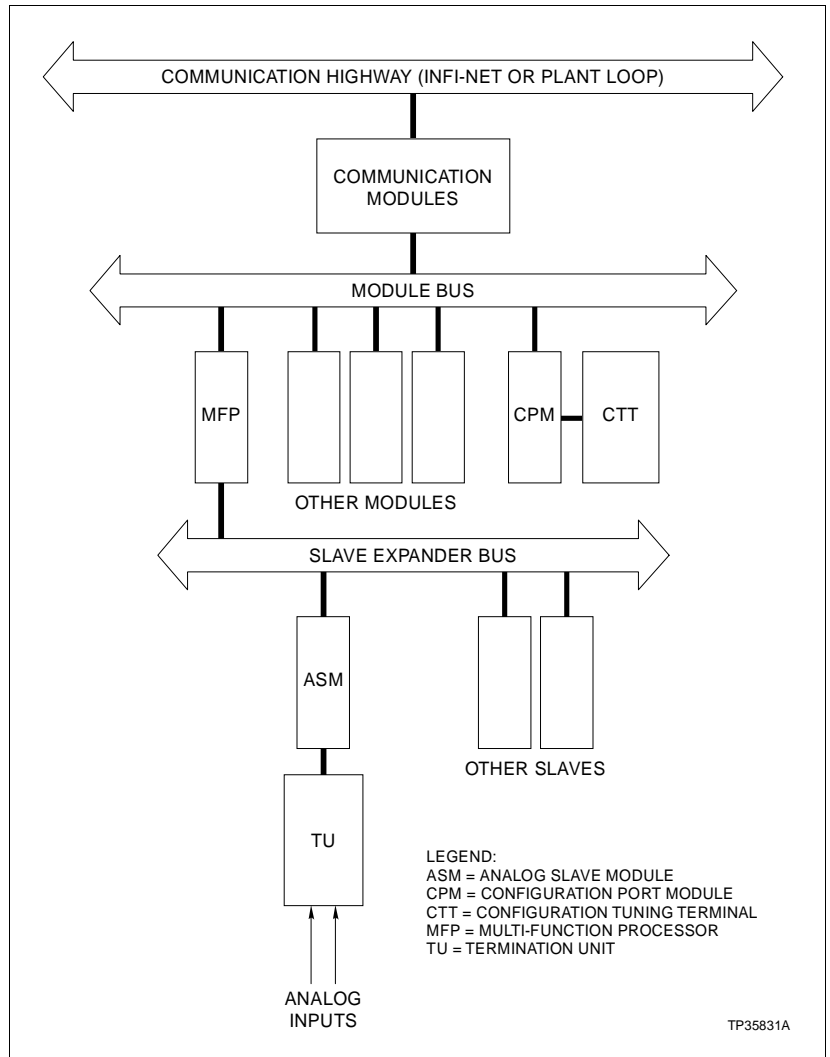 COMMUNICATION HIGHWAY (INFI-NET OR PLANT LOOP)
COMMUNICATION
MODULES
MODULE BUS
MFP
CPM
CTT
OTHER MODULES
SLAVE EXPANDER BUS
ASM
OTHER SLAVES
TU
LEGEND:
ASM = ANALOG SLAVE MODULE
CPM = CONFIGURATION PORT MODULE
CTT = CONFIGURATION TUNING TERMINAL
MFP = MULTI-FUNCTION PROCESSOR
TU = TERMINATION UNIT
ANALOG
INPUTS
TP35831A